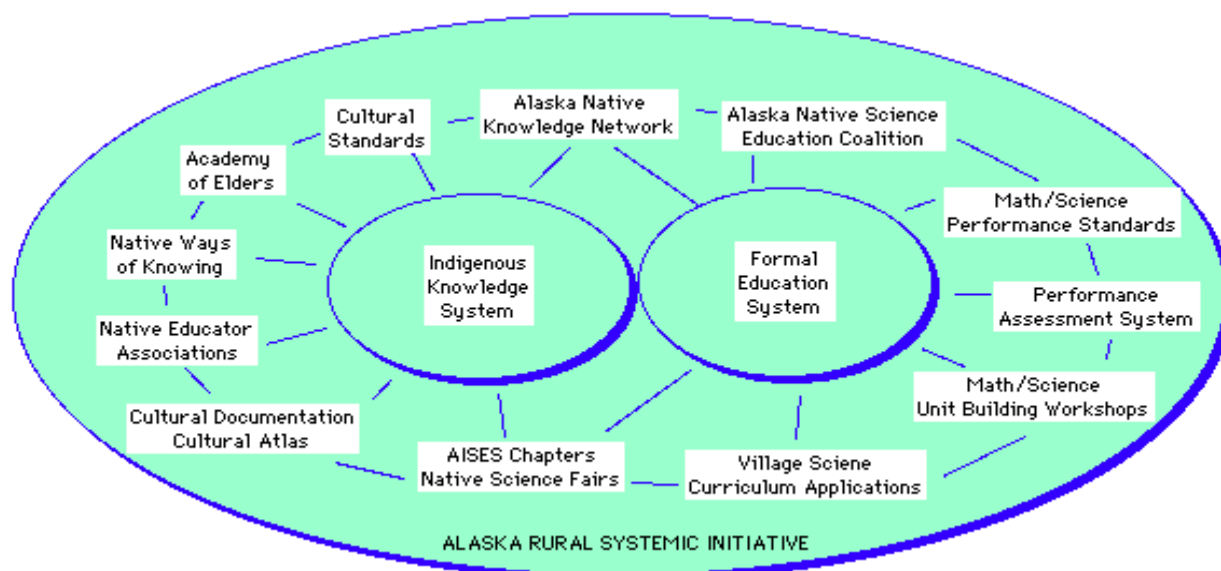 Alaska Native
Knowledge Network
Cultural
Standards
Alaska Native Science
Education Coalition
Academy
of Elders
Math/Science
Performance Standards
Native Ways
of Knowing
Indigenous
Knowledge
System
Formal
Education
System
Performance
Assessment System
Native Educator
Associations
Math/Science
Unit Building Workshops
Cultural Documentation
Cultural Atlas
AISES Chapters
Native Science Fairs
Village Sciene
Curriculum Applications
ALASKA RURAL SYSTEMIC INITIATIVE